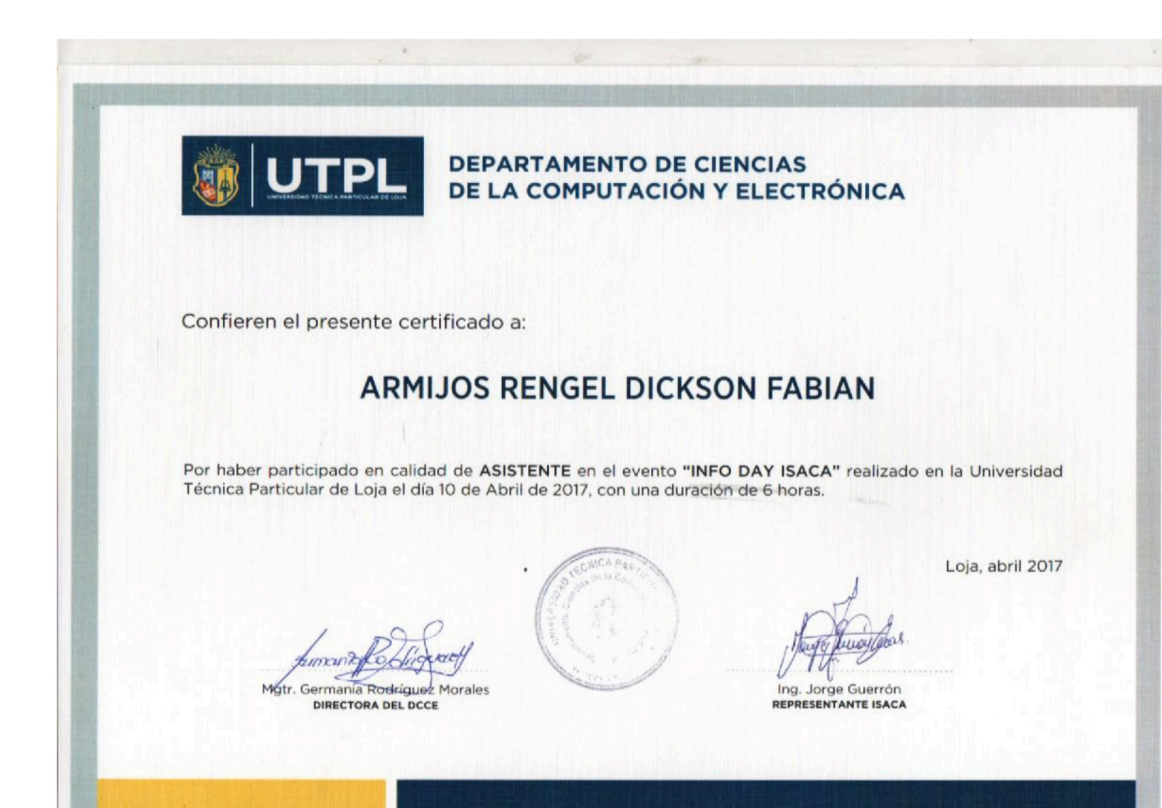 UTPL
UNIVERSIDAD TÉCNICA PARTICULAR DE LOJA
DEPARTAMENTO DE CIENCIAS
DE LA COMPUTACIÓN Y ELECTRÓNICA
Confieren el presente certificado a:
ARMIJOS RENGEL DICKSON FABIAN
Por haber participado en calidad de ASISTENTE en el evento "INFO DAY ISACA" realizado en la Universidad
Técnica Particular de Loja el día 10 de Abril de 2017, con una duración de 6 horas.
Loja, abril 2017
UNIVERSIDAD TECNICA
Mgtr. Germania Rodríguez Morales
DIRECTORA DEL DCCE
Ing. Jorge Guerrón
REPRESENTANTE ISACA